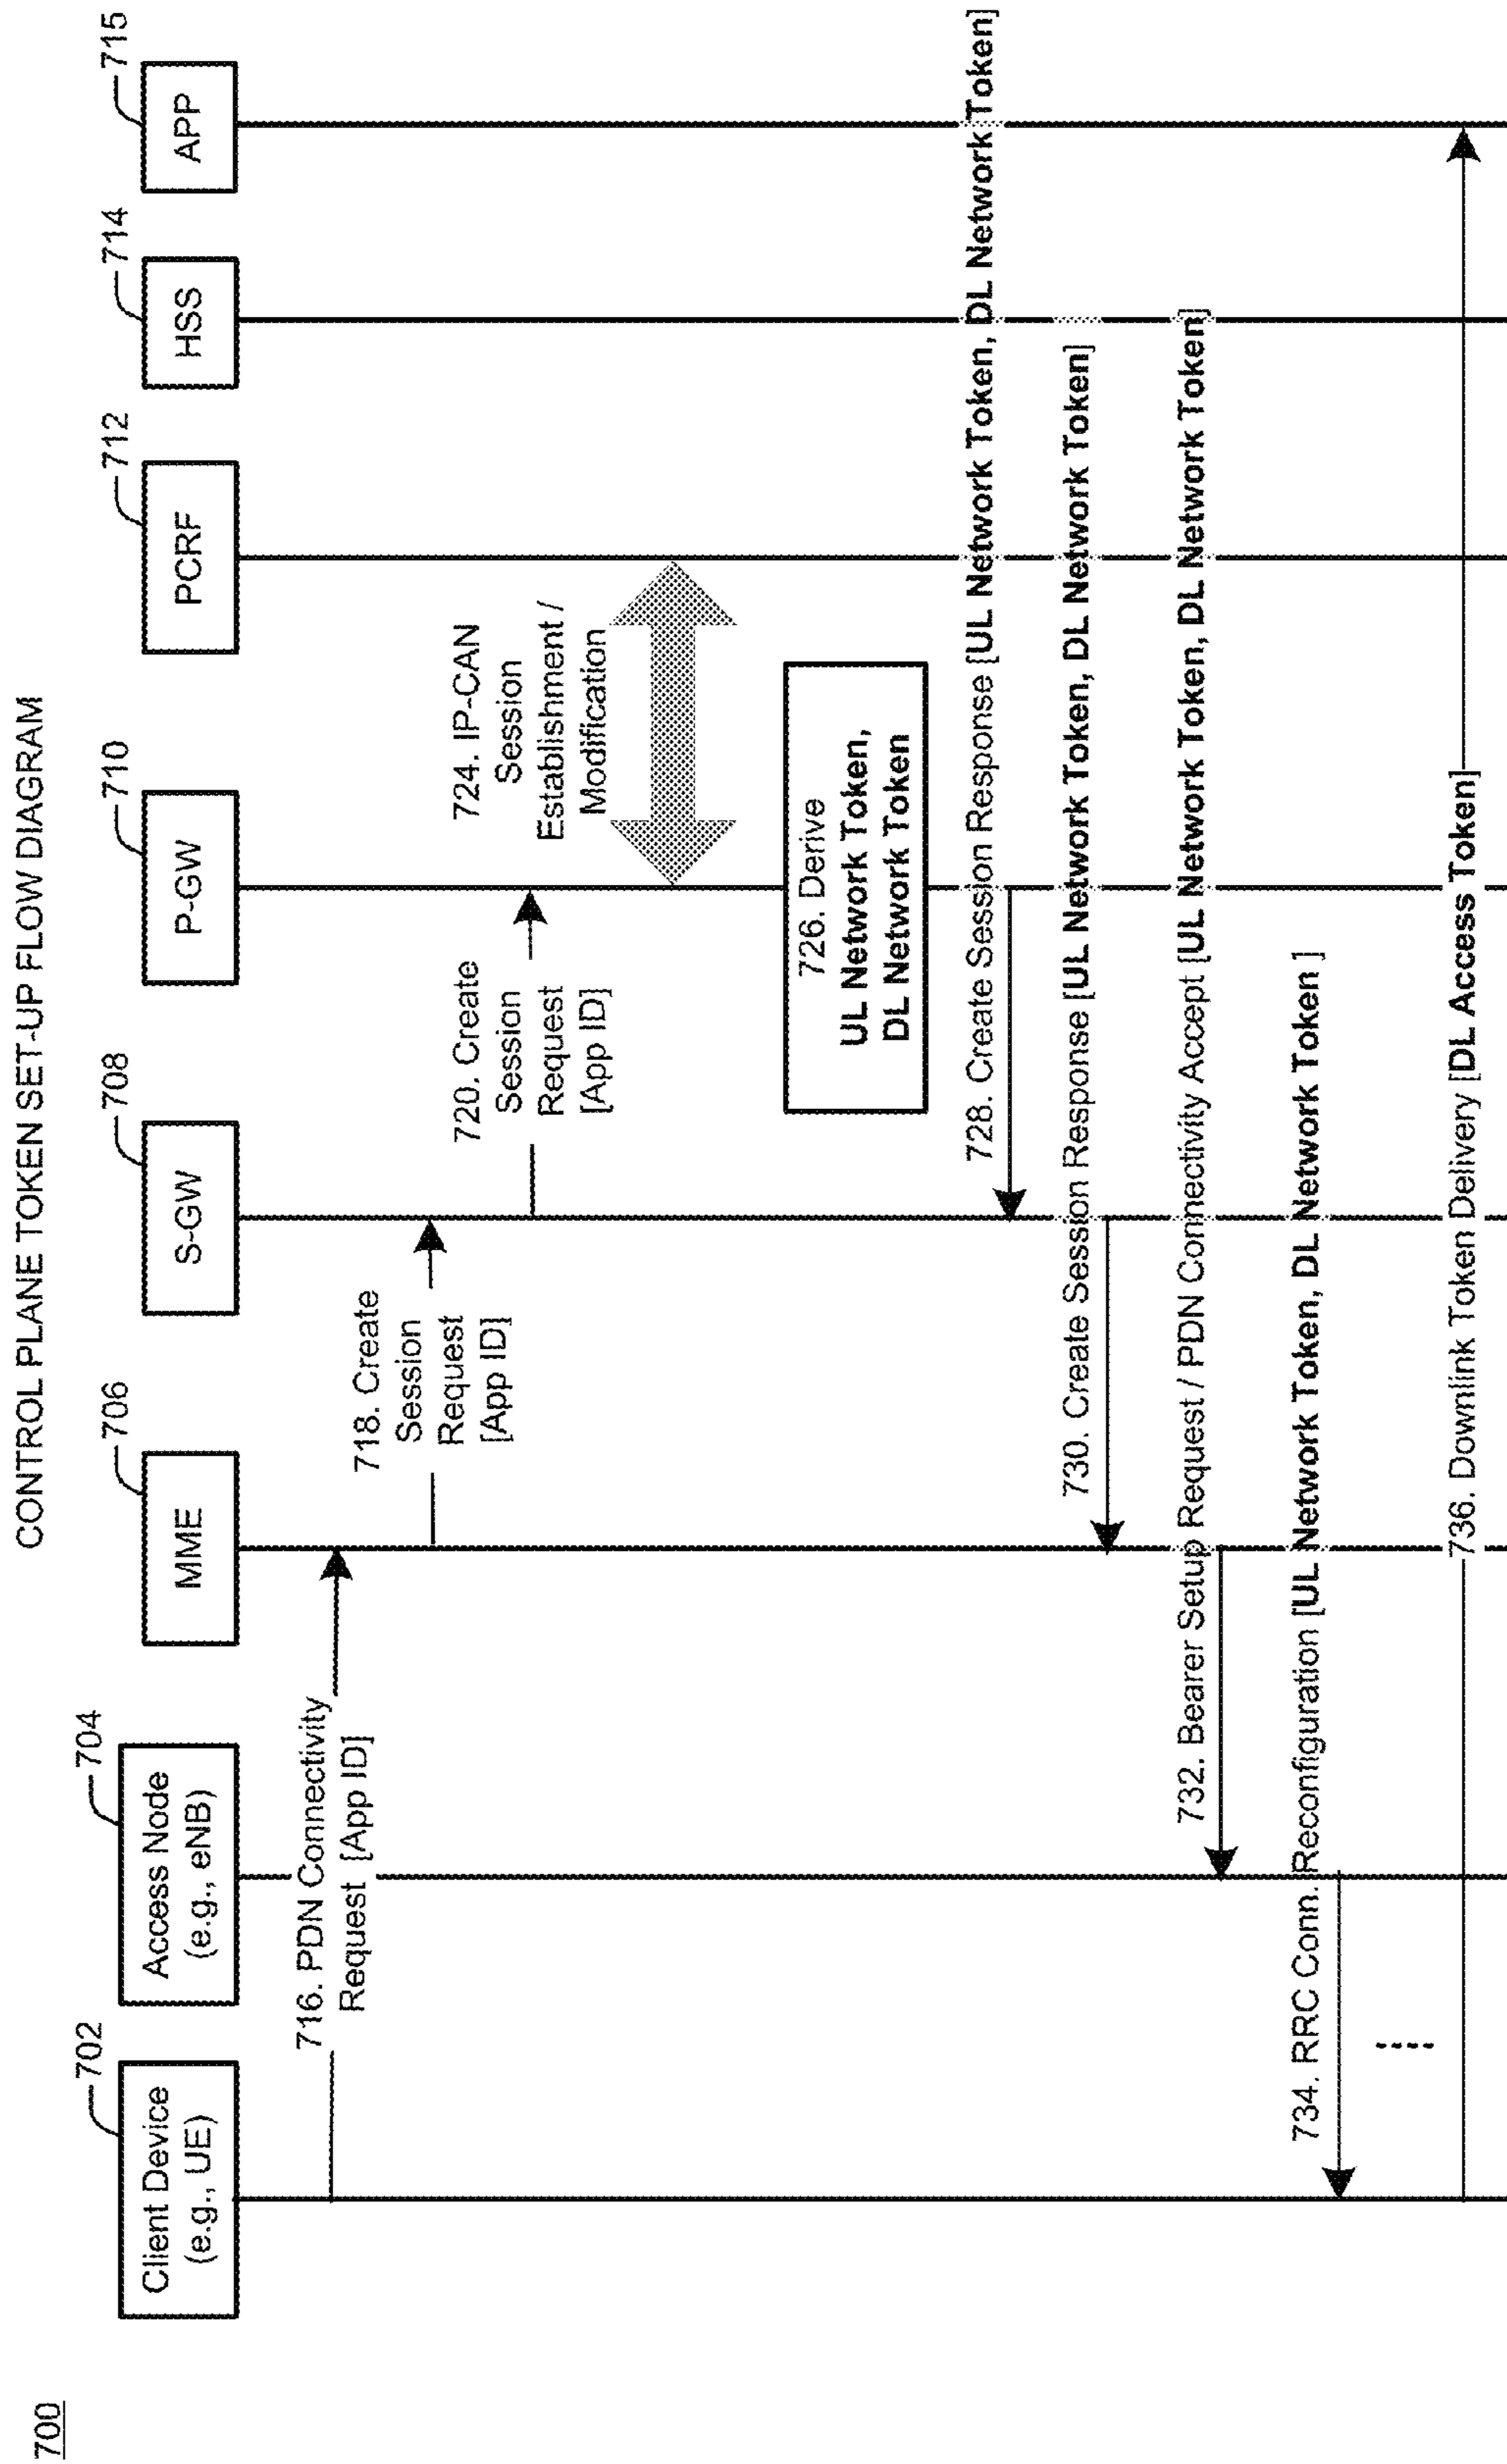 700
CONTROL PLANE TOKEN SET-UP FLOW DIAGRAM
702
704
706
708
710
712
714
715
Client Device
(e.g., UE)
Access Node
(e.g., eNB)
MME
S-GW
P-GW
PCRF
HSS
APP
716. PDN Connectivity
Request [App ID]
718. Create
Session
Request
[App ID]
720. Create
Session
Request
[App ID]
724. IP-CAN
Session
Establishment /
Modification
726. Derive
UL Network Token,
DL Network Token
728. Create Session Response [UL Network Token, DL Network Token]
730. Create Session Response [UL Network Token, DL Network Token]
732. Bearer Setup Request / PDN Connectivity Accept [UL Network Token, DL Network Token]
734. RRC Conn. Reconfiguration [UL Network Token, DL Network Token ]
736. Downlink Token Delivery [DL Access Token]